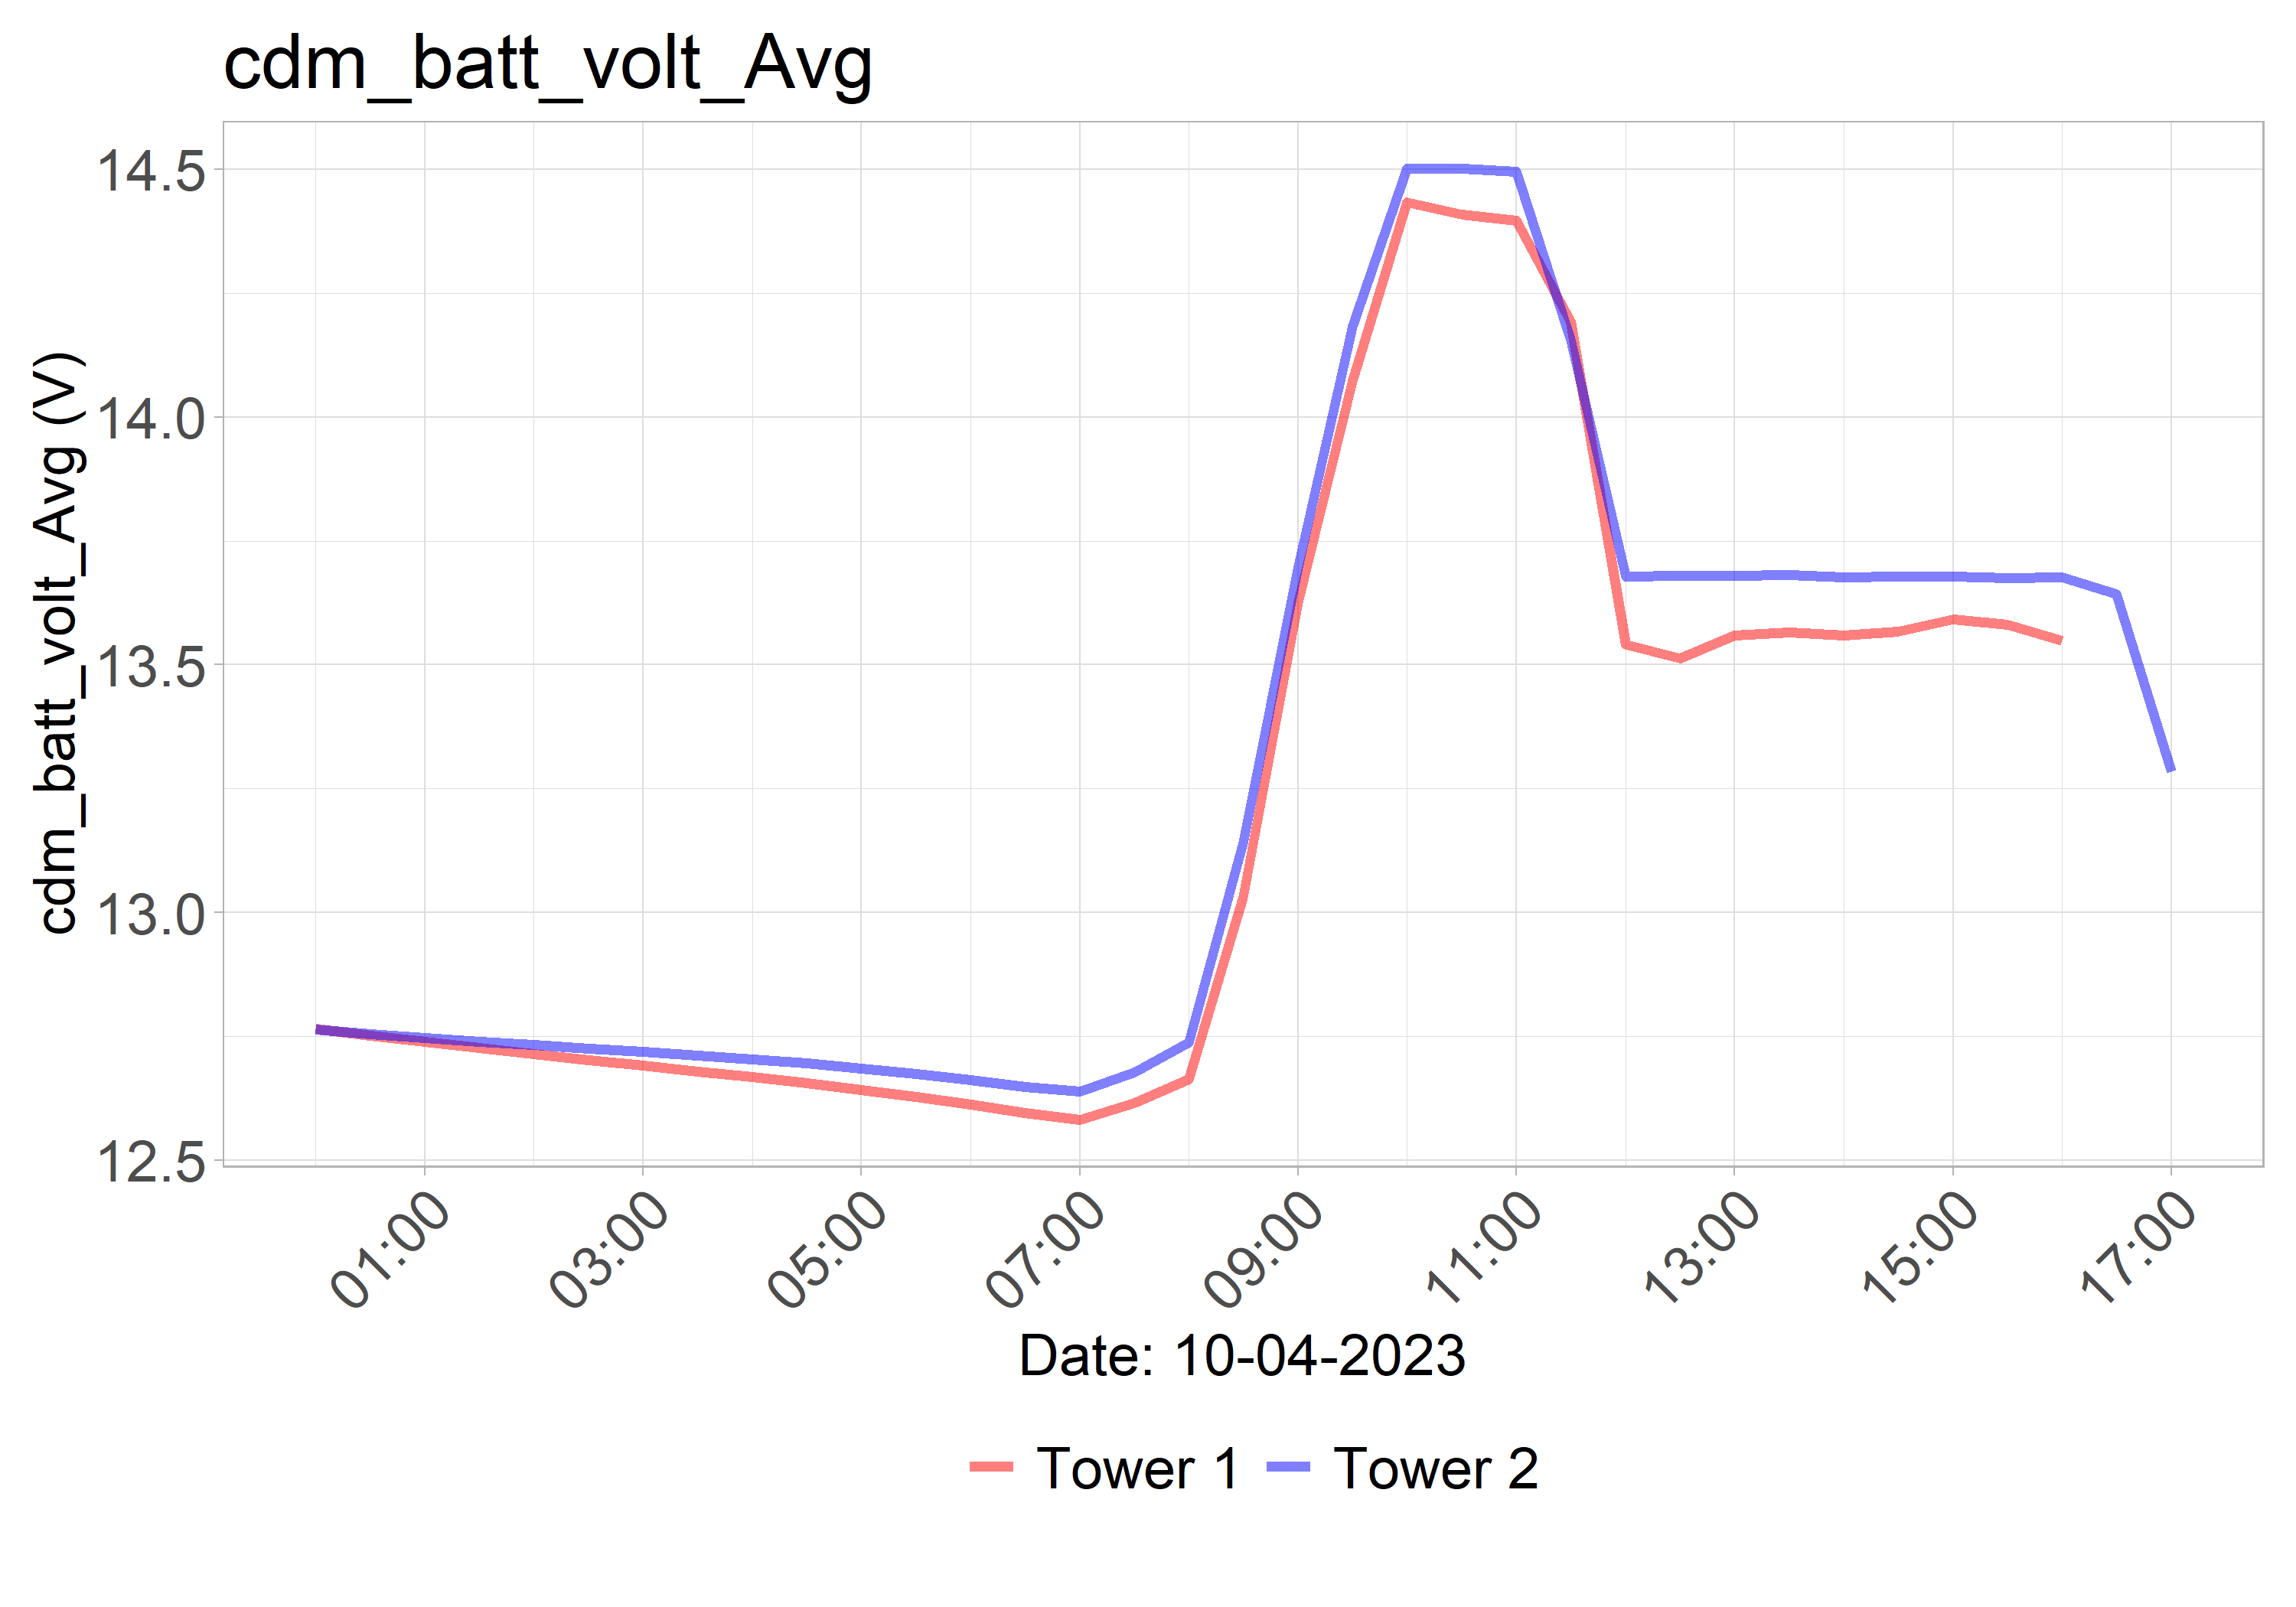 cdm_batt_volt_Avg
cdm_batt_volt_Avg (V)
14.5
14.0
13.5
13.0
12.5
01:00 03:00 05:00 07:00 09:00 11:00 13:00 15:00 17:00
Date: 10-04-2023
Tower 1 Tower 2